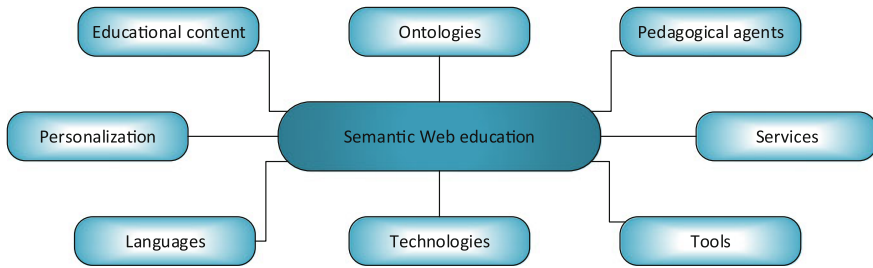 Educational content
Ontologies
Pedagogical agents
Personalization
Semantic Web education
Services
Languages
Technologies
Tools